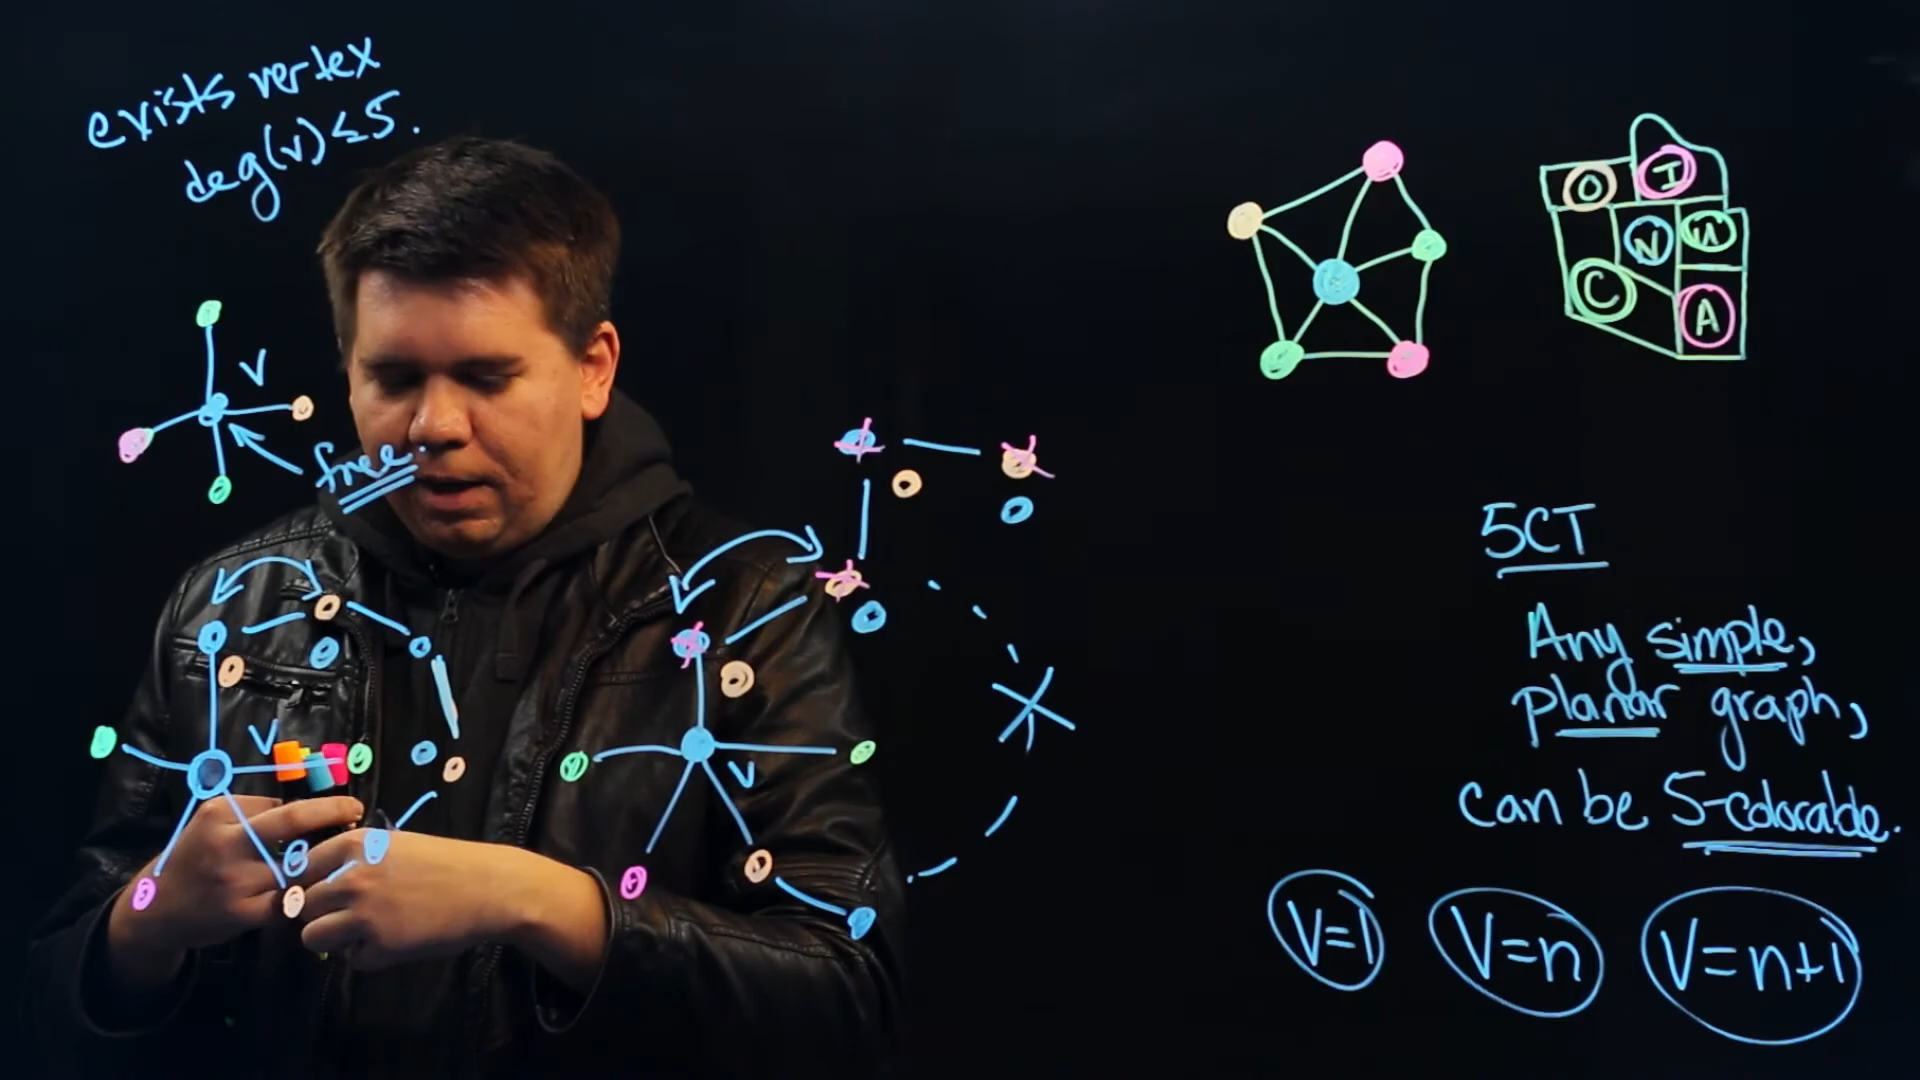 exists vertex
deg(v)≤5.
V
free.
V
V
O I
N U
C A
5CT
Any simple,
planar graph,
can be 5-colorable.
V=1 V=n V=n+1